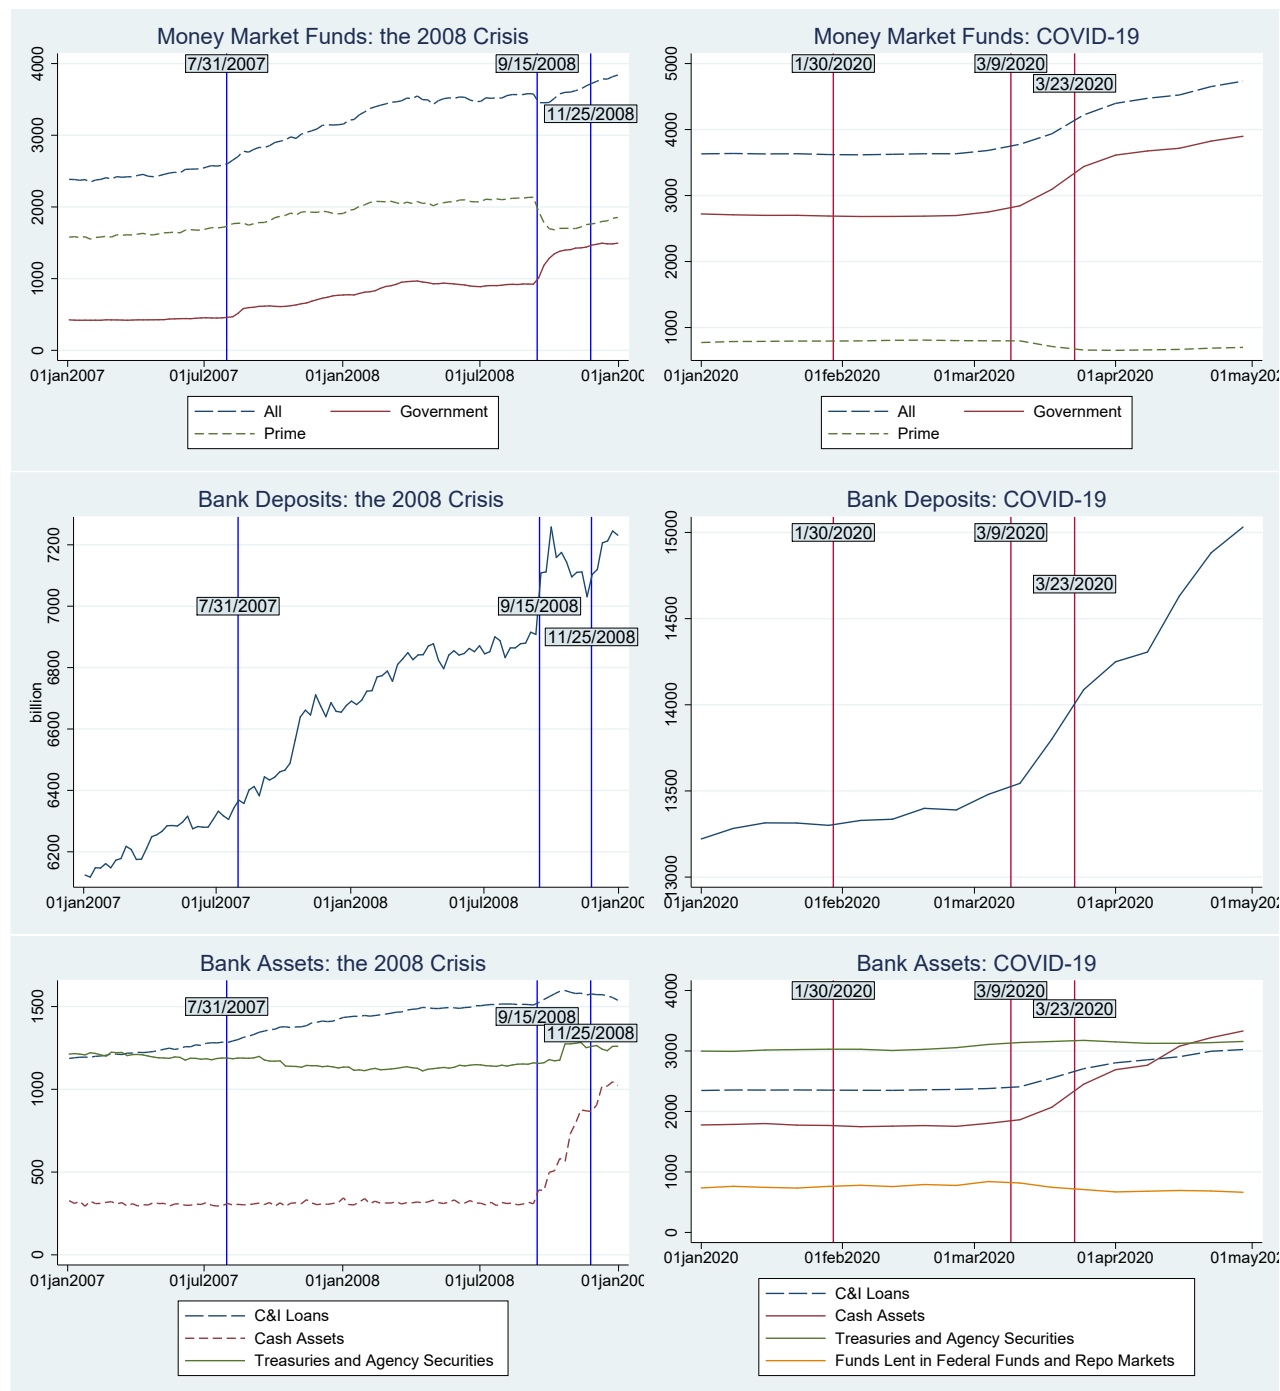 Money Market Funds: the 2008 Crisis
7/31/2007
9/15/2008
11/25/2008
4000
3000
2000
1000
0
01jan2007
01jul2007
01jan2008
01jul2008
01jan200
All
Government
Prime
Money Market Funds: COVID-19
1/30/2020
3/9/2020
3/23/2020
5000
4000
3000
2000
1000
01jan2020
01feb2020
01mar2020
01apr2020
01may202
All
Government
Prime
Bank Deposits: the 2008 Crisis
7/31/2007
9/15/2008
11/25/2008
billion
7200
7000
6800
6600
6400
6200
01jan2007
01jul2007
01jan2008
01jul2008
01jan200
Bank Deposits: COVID-19
1/30/2020
3/9/2020
3/23/2020
15000
14500
14000
13500
13000
01jan2020
01feb2020
01mar2020
01apr2020
01may202
Bank Assets: the 2008 Crisis
7/31/2007
9/15/2008
11/25/2008
1500
1000
500
0
01jan2007
01jul2007
01jan2008
01jul2008
01jan200
C&I Loans
Cash Assets
Treasuries and Agency Securities
Bank Assets: COVID-19
1/30/2020
3/9/2020
3/23/2020
4000
3000
2000
1000
0
01jan2020
01feb2020
01mar2020
01apr2020
01may202
C&I Loans
Cash Assets
Treasuries and Agency Securities
Funds Lent in Federal Funds and Repo Markets